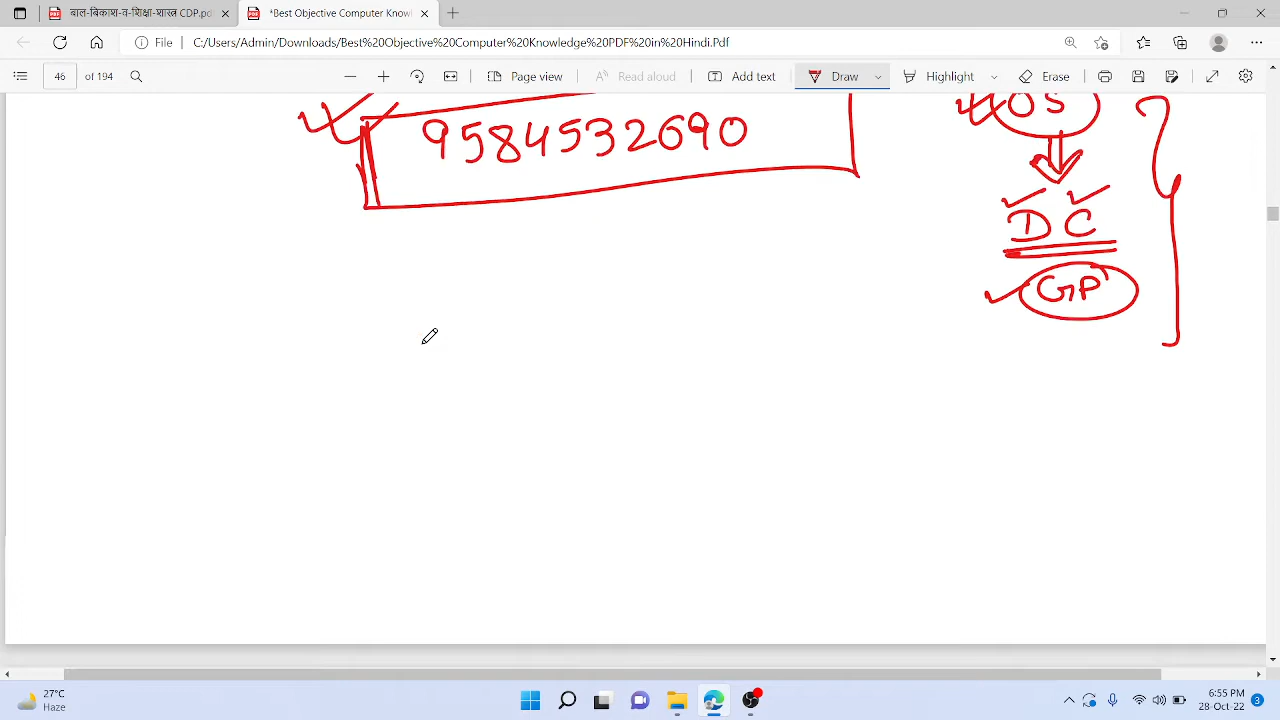 बाल-विकास-व-शिक्षा-शास्त्र CDP.pd
*Best Objective Computer Know
File C:/Users/Admin/Downloads/Best%20Objective%20Computer%20Knowledge%20PDF%20in%20Hindi.Pdf
46 of 194 Page view Read aloud Add text Draw Highlight Erase
9584532690
OS
DC
GP
27°C
Haze
6:55 PM
28-Oct-22
3